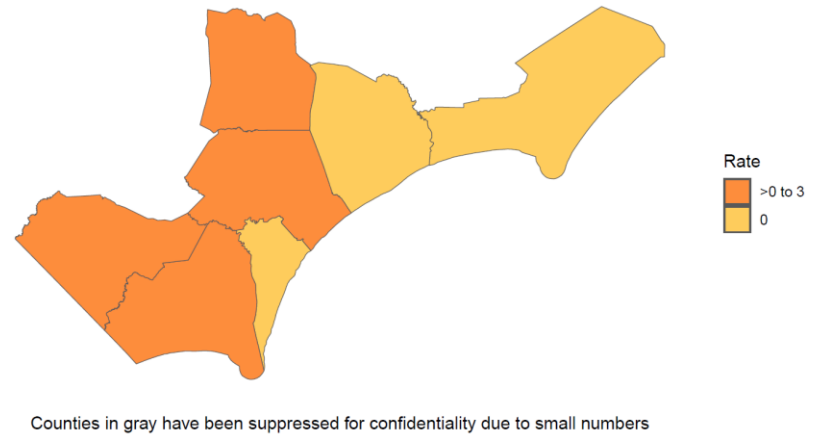 Rate
>0 to 3
0
Counties in gray have been suppressed for confidentiality due to small numbers